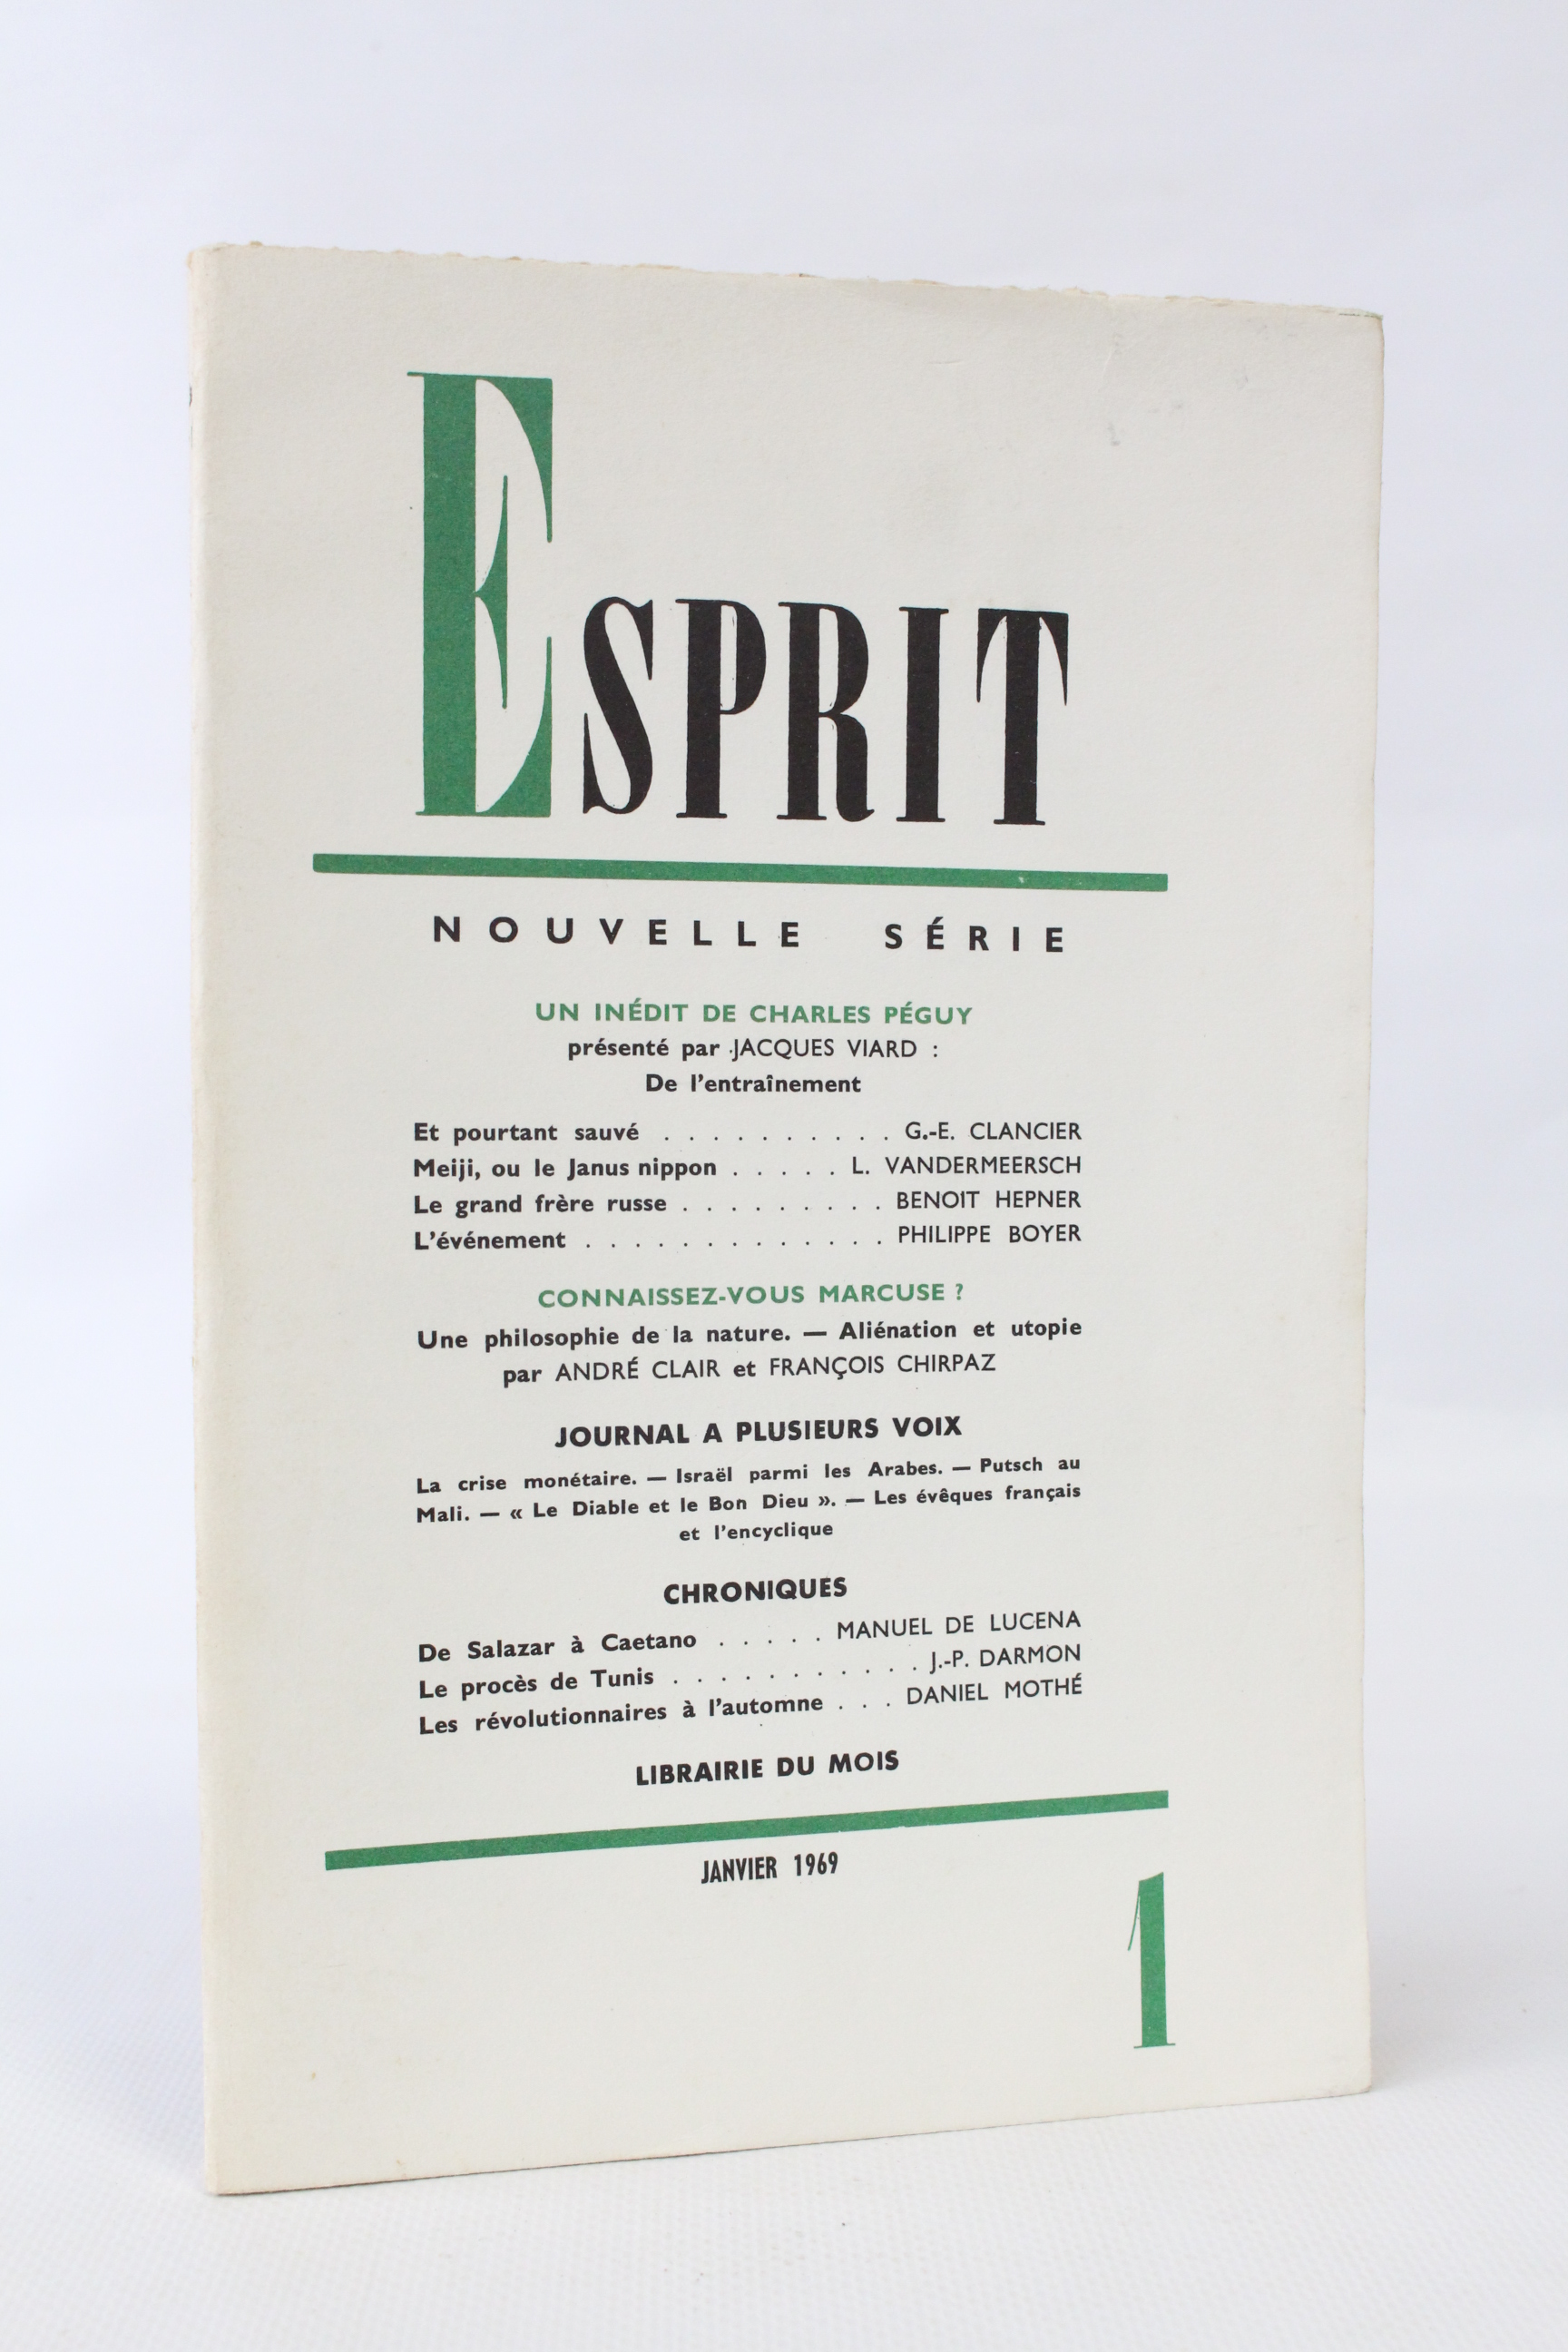 ESPRIT
NOUVELLE SÉRIE
UN INÉDIT DE CHARLES PÉGUY
présenté par JACQUES VIARD :
De l'entraînement
Et pourtant sauvé . . . . . . . . . . G.-E. CLANCIER
Meiji, ou le Janus nippon . . . . . L. VANDERMEERSCH
Le grand frère russe . . . . . . . . . BENOIT HEPNER
L'événement . . . . . . . . . . . . . PHILIPPE BOYER
CONNAISSEZ-VOUS MARCUSE ?
Une philosophie de la nature. — Aliénation et utopie
par ANDRÉ CLAIR et FRANÇOIS CHIRPAZ
JOURNAL A PLUSIEURS VOIX
La crise monétaire. — Israël parmi les Arabes. — Putsch au
Mali. — « Le Diable et le Bon Dieu ». — Les évêques français
et l'encyclique
CHRONIQUES
De Salazar à Caetano . . . . . MANUEL DE LUCENA
Le procès de Tunis . . . . . . . . . . . J.-P. DARMON
Les révolutionnaires à l'automne . . . DANIEL MOTHÉ
LIBRAIRIE DU MOIS
JANVIER 1969
1